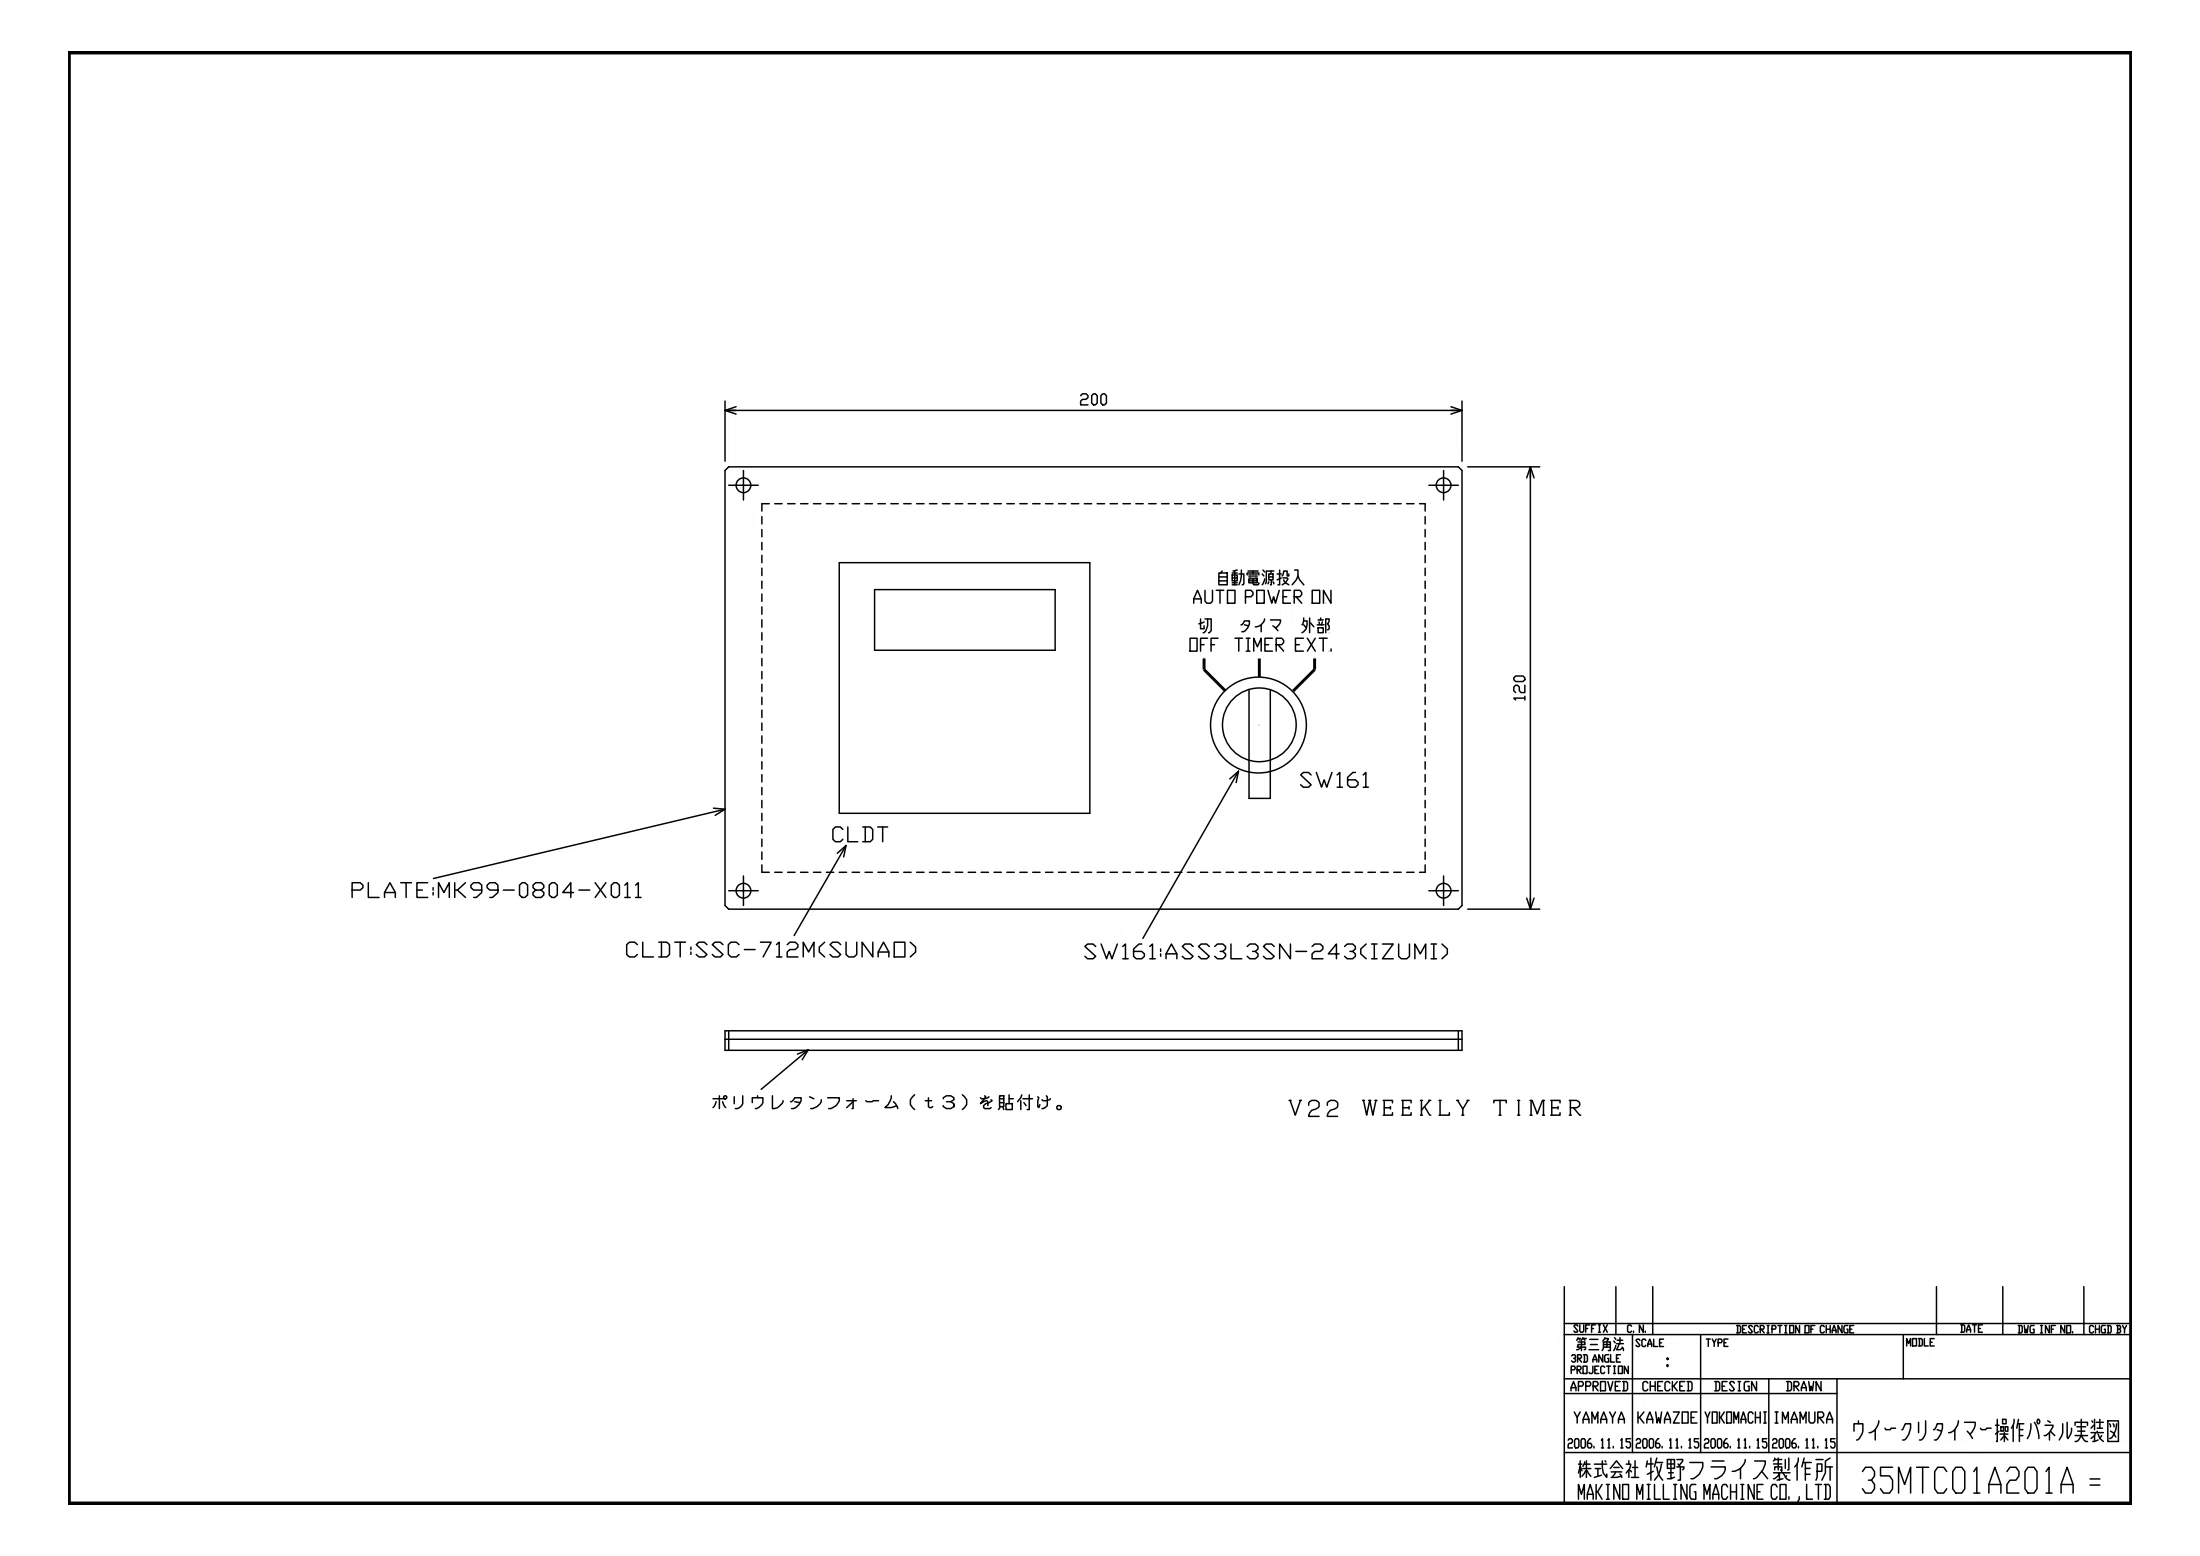 200
自動電源投入
AUTO POWER ON
切 タイマ 外部
OFF TIMER EXT.
120
SW161
CLDT
PLATE:MK99-0804-X011
CLDT:SSC-712M(SUNAO)
SW161:ASS3L3SN-243(IZUMI)
ポリウレタンフォーム(t3)を貼付け。
V22 WEEKLY TIMER
SUFFIX C.N. DESCRIPTION OF CHANGE DATE DWG INF NO. CHGD BY
第三角法 SCALE TYPE MODLE
3RD ANGLE :
PROJECTION
APPROVED CHECKED DESIGN DRAWN
YAMAYA KAWAZOE YOKOMACHI IMAMURA
2006.11.15 2006.11.15 2006.11.15 2006.11.15
ウイークリタイマー操作パネル実装図
株式会社 牧野フライス製作所
MAKINO MILLING MACHINE CO.,LTD
35MTC01A201A =